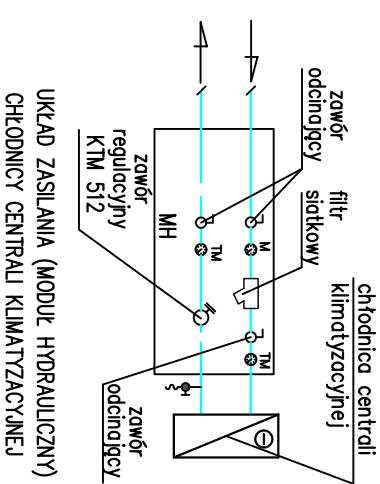 zawór
odcinający
filtr
siatkowy
chłodnica centrali
klimatyzacyjnej
M
TM
TM
MH
zawór
regulacyjny
KTM 512
zawór
odcinający
UKŁAD ZASILANIA (MODUŁ HYDRAULICZNY)
CHŁODNICY CENTRALI KLIMATYZACYJNEJ